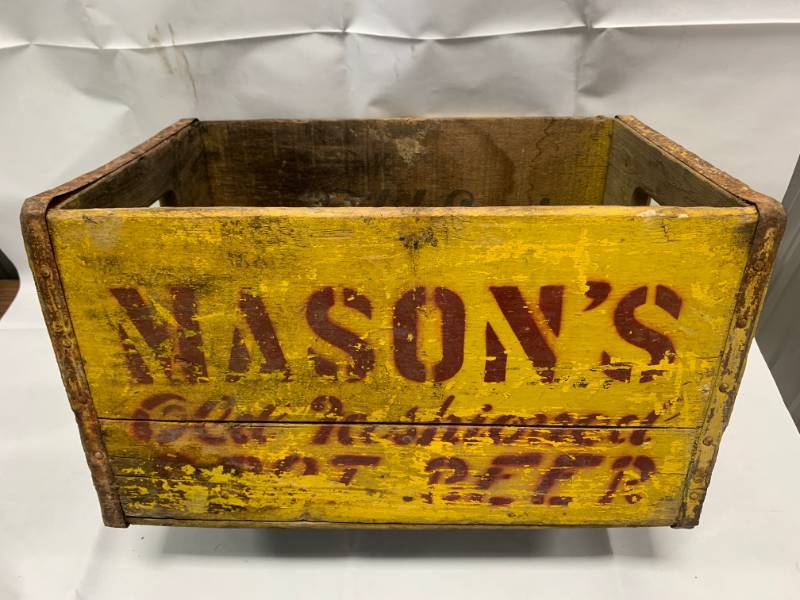 MASON'S
Old Fashioned
ROOT BEER